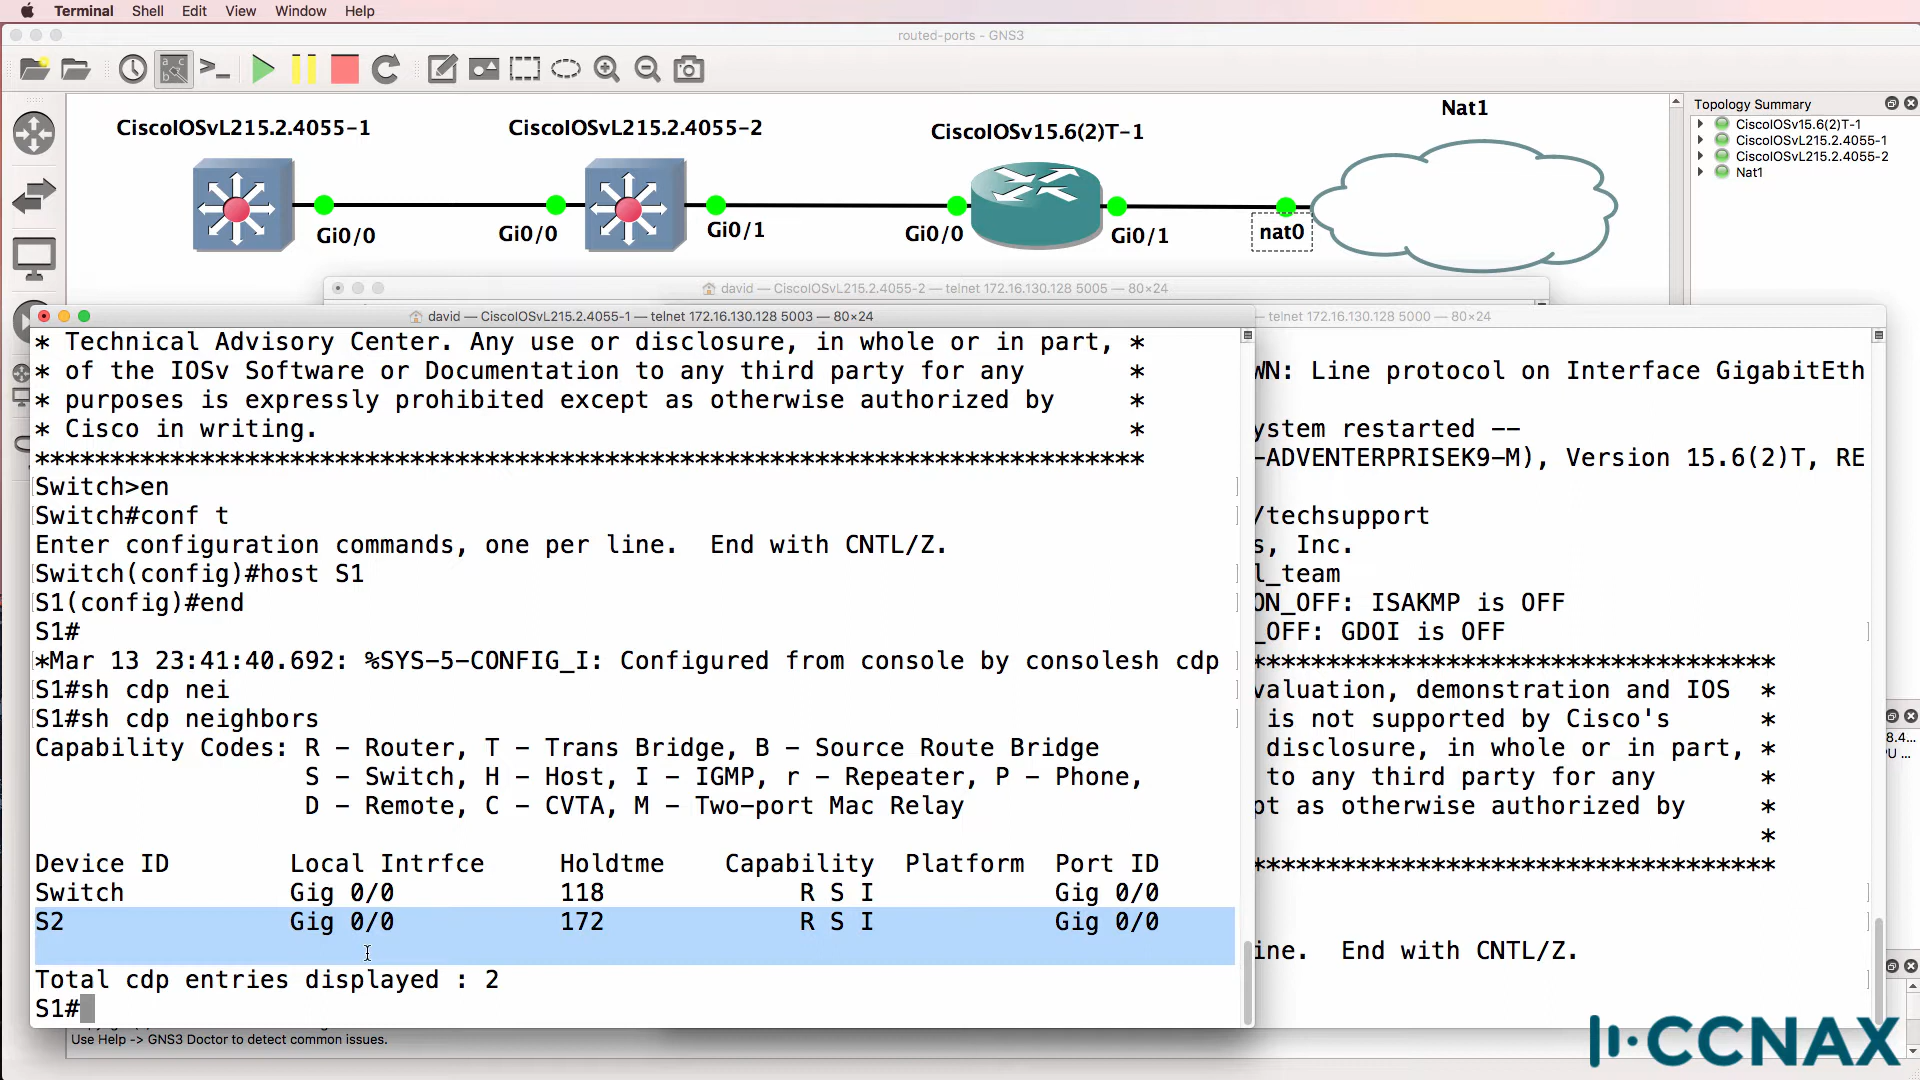 Terminal Shell Edit View Window Help
routed-ports - GNS3
CiscoIOSvL215.2.4055-1
CiscoIOSvL215.2.4055-2
CiscoIOSv15.6(2)T-1
Nat1
Gi0/0
Gi0/0
Gi0/1
Gi0/0
Gi0/1
nat0
Topology Summary
CiscoIOSv15.6(2)T-1
CiscoIOSvL215.2.4055-1
CiscoIOSvL215.2.4055-2
Nat1
david — CiscoIOSvL215.2.4055-2 — telnet 172.16.130.128 5005 — 80×24
david — CiscoIOSvL215.2.4055-1 — telnet 172.16.130.128 5003 — 80×24
* Technical Advisory Center. Any use or disclosure, in whole or in part, *
* of the IOSv Software or Documentation to any third party for any *
* purposes is expressly prohibited except as otherwise authorized by *
* Cisco in writing. *
**************************************************************************
Switch>en
Switch#conf t
Enter configuration commands, one per line. End with CNTL/Z.
Switch(config)#host S1
S1(config)#end
S1#
*Mar 13 23:41:40.692: %SYS-5-CONFIG_I: Configured from console by consolesh cdp
S1#sh cdp nei
S1#sh cdp neighbors
Capability Codes: R - Router, T - Trans Bridge, B - Source Route Bridge
S - Switch, H - Host, I - IGMP, r - Repeater, P - Phone,
D - Remote, C - CVTA, M - Two-port Mac Relay
Device ID Local Intrfce Holdtme Capability Platform Port ID
Switch Gig 0/0 118 R S I Gig 0/0
S2 Gig 0/0 172 R S I Gig 0/0
Total cdp entries displayed : 2
S1#
— telnet 172.16.130.128 5000 — 80×24
WN: Line protocol on Interface GigabitEth
ystem restarted --
-ADVENTERPRISEK9-M), Version 15.6(2)T, RE
/techsupport
s, Inc.
l_team
ON_OFF: ISAKMP is OFF
_OFF: GDOI is OFF
***********************************
valuation, demonstration and IOS *
is not supported by Cisco's *
disclosure, in whole or in part, *
to any third party for any *
pt as otherwise authorized by *
*
***********************************
ine. End with CNTL/Z.
8.4...
PU ...
Use Help -> GNS3 Doctor to detect common issues.
CCNAX